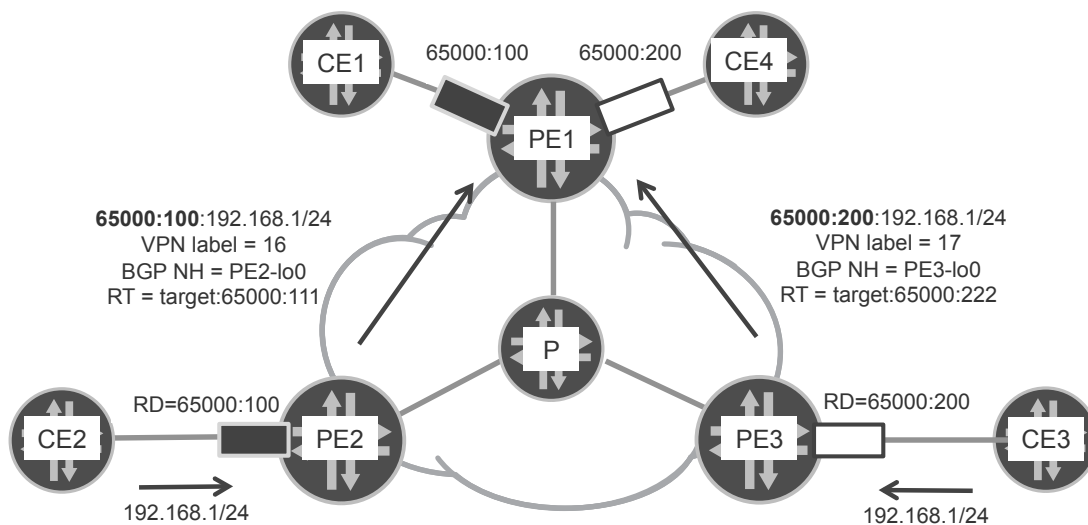 65000:100
65000:200
CE1
CE4
PE1
65000:100:192.168.1/24
VPN label = 16
BGP NH = PE2-lo0
RT = target:65000:111
65000:200:192.168.1/24
VPN label = 17
BGP NH = PE3-lo0
RT = target:65000:222
P
RD=65000:100
RD=65000:200
CE2
PE2
PE3
CE3
192.168.1/24
192.168.1/24